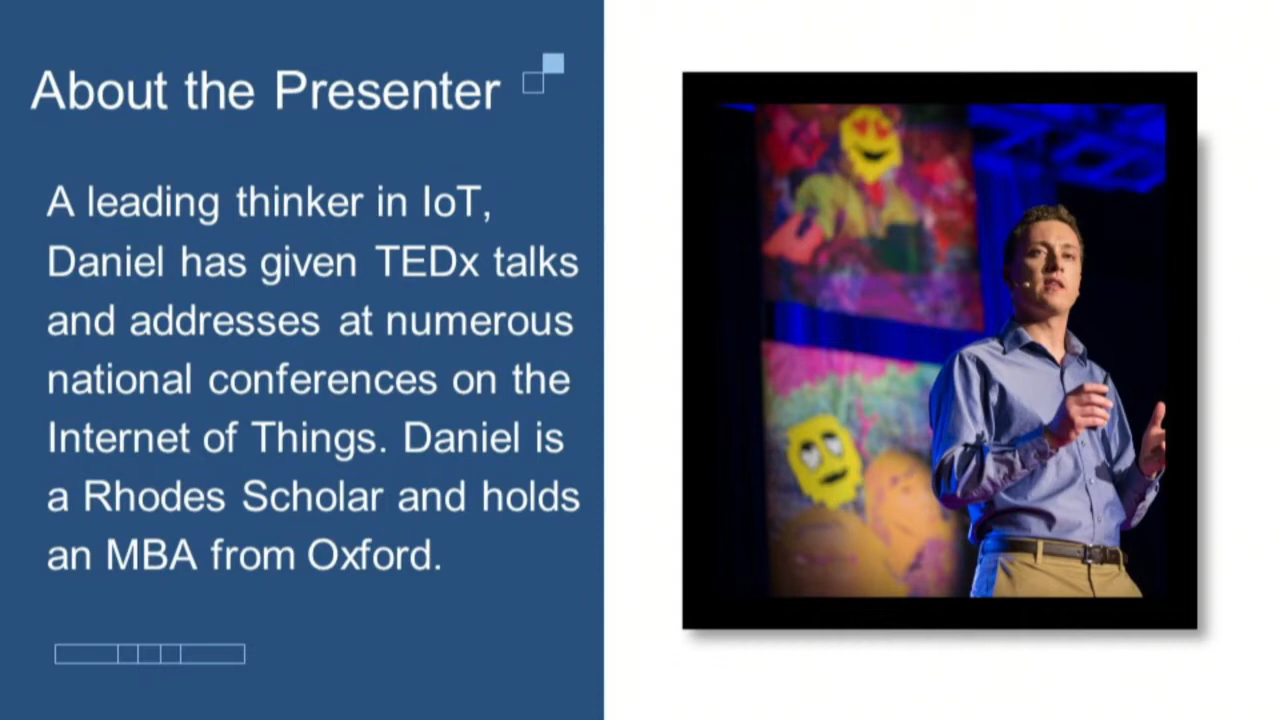 About the Presenter
A leading thinker in IoT,
Daniel has given TEDx talks
and addresses at numerous
national conferences on the
Internet of Things. Daniel is
a Rhodes Scholar and holds
an MBA from Oxford.